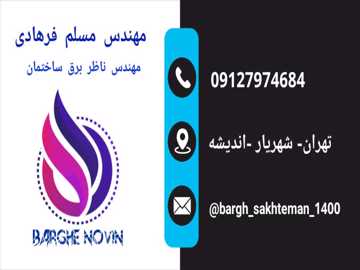 مهندس مسلم فرهادی
مهندس ناظر برق ساختمان
BARGHE NOVIN
09127974684
تهران- شهریار -اندیشه
@bargh_sakhteman_1400